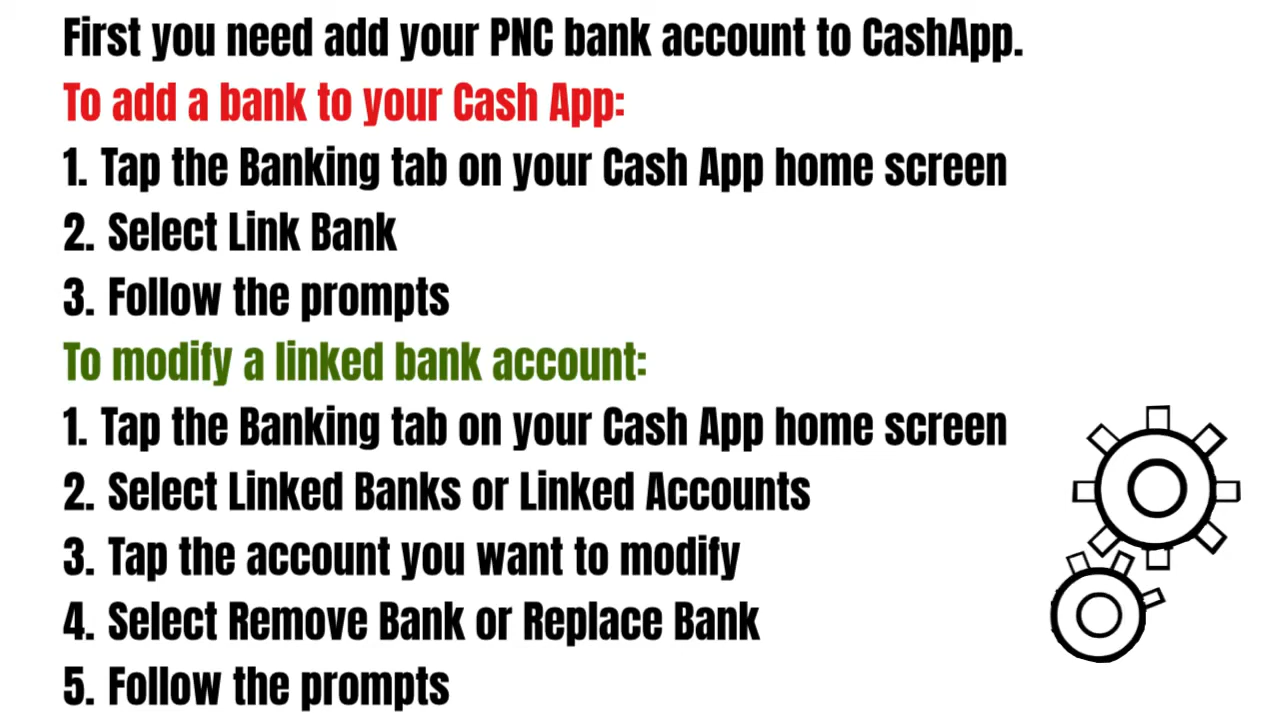 First you need add your PNC bank account to CashApp.
To add a bank to your Cash App:
1. Tap the Banking tab on your Cash App home screen
2. Select Link Bank
3. Follow the prompts
To modify a linked bank account:
1. Tap the Banking tab on your Cash App home screen
2. Select Linked Banks or Linked Accounts
3. Tap the account you want to modify
4. Select Remove Bank or Replace Bank
5. Follow the prompts